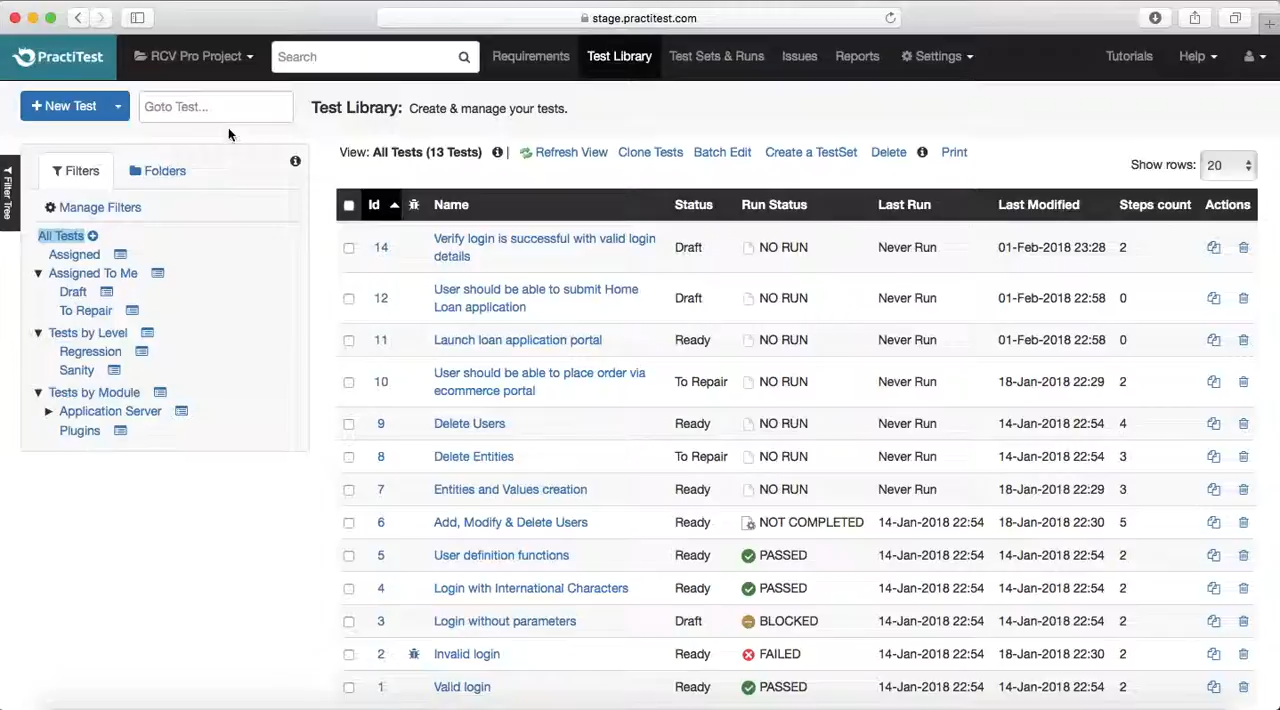 stage.practitest.com
PractiTest
RCV Pro Project
Search
Requirements
Test Library
Test Sets & Runs
Issues
Reports
Settings
Tutorials
Help
+ New Test
Goto Test...
Test Library: Create & manage your tests.
Filter Tree
Filters
Folders
Manage Filters
All Tests
Assigned
Assigned To Me
Draft
To Repair
Tests by Level
Regression
Sanity
Tests by Module
Application Server
Plugins
View: All Tests (13 Tests) | Refresh View Clone Tests Batch Edit Create a TestSet Delete Print
Show rows: 20
Id Name Status Run Status Last Run Last Modified Steps count Actions
14 Verify login is successful with valid login details Draft NO RUN Never Run 01-Feb-2018 23:28 2
12 User should be able to submit Home Loan application Draft NO RUN Never Run 01-Feb-2018 22:58 0
11 Launch loan application portal Ready NO RUN Never Run 01-Feb-2018 22:58 0
10 User should be able to place order via ecommerce portal To Repair NO RUN Never Run 18-Jan-2018 22:29 2
9 Delete Users Ready NO RUN Never Run 14-Jan-2018 22:54 4
8 Delete Entities To Repair NO RUN Never Run 14-Jan-2018 22:54 3
7 Entities and Values creation Ready NO RUN Never Run 18-Jan-2018 22:29 3
6 Add, Modify & Delete Users Ready NOT COMPLETED 14-Jan-2018 22:54 18-Jan-2018 22:30 5
5 User definition functions Ready PASSED 14-Jan-2018 22:54 14-Jan-2018 22:54 2
4 Login with International Characters Ready PASSED 14-Jan-2018 22:54 14-Jan-2018 22:54 2
3 Login without parameters Draft BLOCKED 14-Jan-2018 22:54 14-Jan-2018 22:54 2
2 Invalid login Ready FAILED 14-Jan-2018 22:54 18-Jan-2018 22:30 2
1 Valid login Ready PASSED 14-Jan-2018 22:54 14-Jan-2018 22:54 2